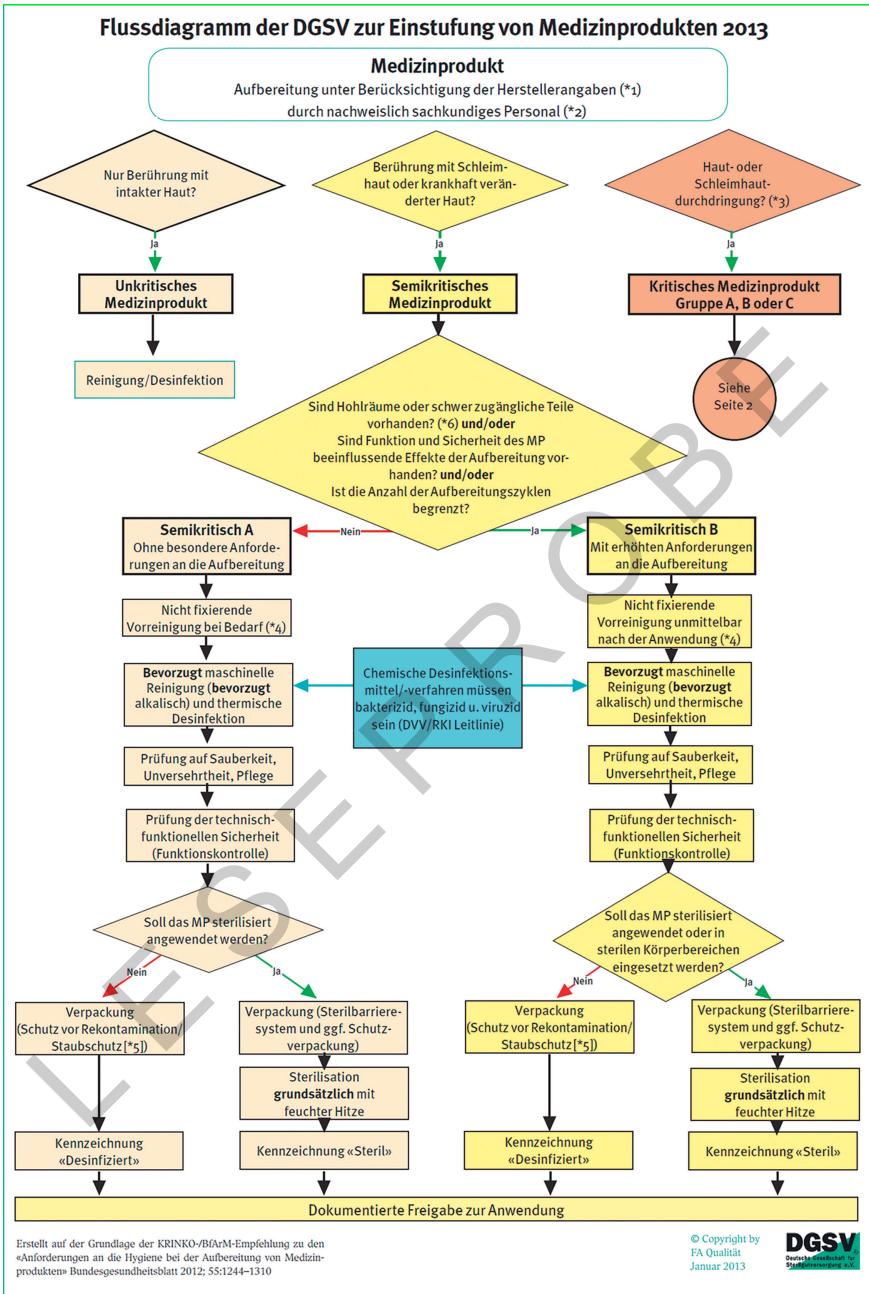 Flussdiagramm der DGSV zur Einstufung von Medizinprodukten 2013
Medizinprodukt
Aufbereitung unter Berücksichtigung der Herstellerangaben (*1)
durch nachweislich sachkundiges Personal (*2)
Nur Berührung mit
intakter Haut?
Berührung mit Schleim-
haut oder krankhaft verän-
derter Haut?
Haut- oder
Schleimhaut-
durchdringung? (*3)
Ja
Ja
Ja
Unkritisches
Medizinprodukt
Semikritisches
Medizinprodukt
Kritisches Medizinprodukt
Gruppe A, B oder C
Reinigung/Desinfektion
Siehe
Seite 2
Sind Hohlräume oder schwer zugängliche Teile
vorhanden? (*6) und/oder
Sind Funktion und Sicherheit des MP
beeinflussende Effekte der Aufbereitung vor-
handen? und/oder
Ist die Anzahl der Aufbereitungszyklen
begrenzt?
Nein
Ja
Semikritisch A
Ohne besondere Anforde-
rungen an die Aufbereitung
Semikritisch B
Mit erhöhten Anforderungen
an die Aufbereitung
Nicht fixierende
Vorreinigung bei Bedarf (*4)
Nicht fixierende
Vorreinigung unmittelbar
nach der Anwendung (*4)
Bevorzugt maschinelle
Reinigung (bevorzugt
alkalisch) und thermische
Desinfektion
Chemische Desinfektions-
mittel/-verfahren müssen
bakterizid, fungizid u. viruzid
sein (DVV/RKI Leitlinie)
Bevorzugt maschinelle
Reinigung (bevorzugt
alkalisch) und thermische
Desinfektion
Prüfung auf Sauberkeit,
Unversehrtheit, Pflege
Prüfung auf Sauberkeit,
Unversehrtheit, Pflege
Prüfung der technisch-
funktionellen Sicherheit
(Funktionskontrolle)
Prüfung der technisch-
funktionellen Sicherheit
(Funktionskontrolle)
Soll das MP sterilisiert
angewendet werden?
Soll das MP sterilisiert
angewendet oder in
sterilen Körperbereichen
eingesetzt werden?
Nein
Ja
Nein
Ja
Verpackung
(Schutz vor Rekontamination/
Staubschutz [*5])
Verpackung (Sterilbarriere-
system und ggf. Schutz-
verpackung)
Verpackung
(Schutz vor Rekontamination/
Staubschutz [*5])
Verpackung (Sterilbarriere-
system und ggf. Schutz-
verpackung)
Sterilisation
grundsätzlich mit
feuchter Hitze
Sterilisation
grundsätzlich mit
feuchter Hitze
Kennzeichnung
«Desinfiziert»
Kennzeichnung «Steril»
Kennzeichnung
«Desinfiziert»
Kennzeichnung «Steril»
Dokumentierte Freigabe zur Anwendung
Erstellt auf der Grundlage der KRINKO-/BfArM-Empfehlung zu den
«Anforderungen an die Hygiene bei der Aufbereitung von Medizin-
produkten» Bundesgesundheitsblatt 2012; 55:1244–1310
© Copyright by
FA Qualität
Januar 2013
DGSV
Deutsche Gesellschaft für
Sterilgutversorgung e.V.
LESEPROBE